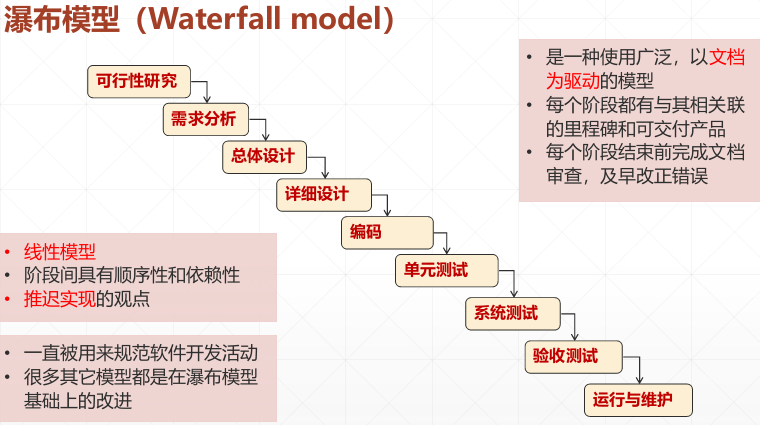 瀑布模型（Waterfall model）
可行性研究
需求分析
总体设计
详细设计
编码
单元测试
系统测试
验收测试
运行与维护
• 是一种使用广泛，以文档
为驱动的模型
• 每个阶段都有与其相关联
的里程碑和可交付产品
• 每个阶段结束前完成文档
审查，及早改正错误
• 线性模型
• 阶段间具有顺序性和依赖性
• 推迟实现的观点
• 一直被用来规范软件开发活动
• 很多其它模型都是在瀑布模型
基础上的改进